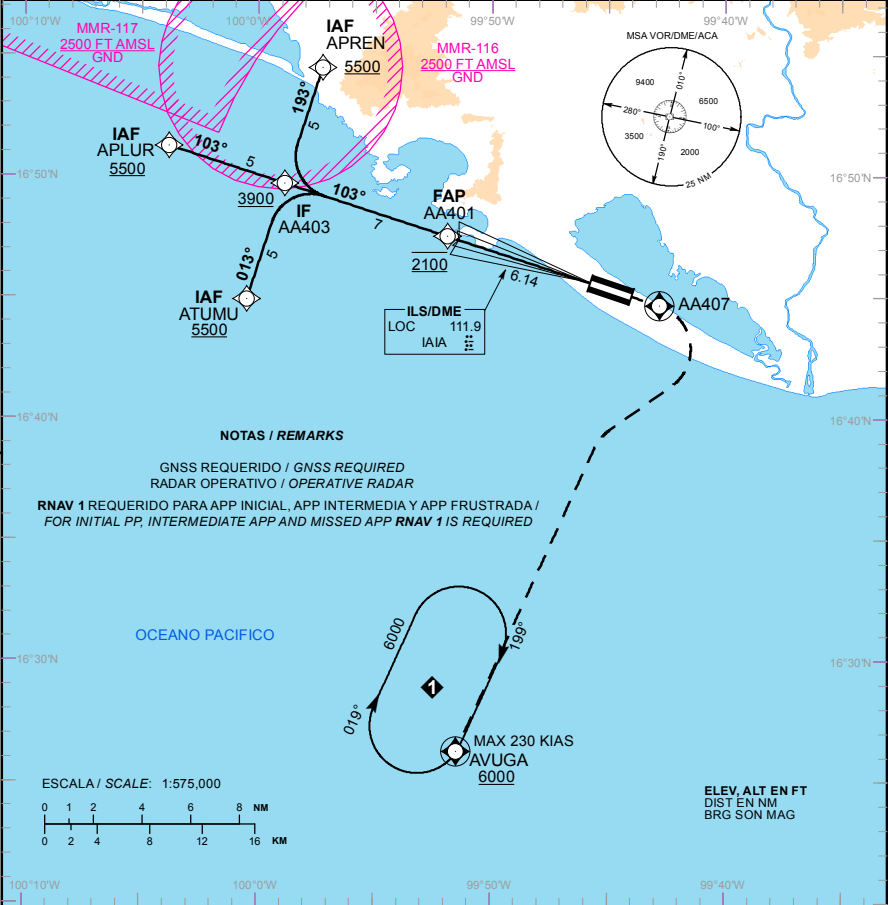 100°10'W
100°00'W
99°50'W
99°40'W
MMR-117
2500 FT AMSL
GND
IAF
APREN
5500
MMR-116
2500 FT AMSL
GND
MSA VOR/DME/ACA
9400
010°
6500
280°
100°
3500
190°
2000
25 NM
193°
5
IAF
APLUR
5500
103°
5
16°50'N
16°50'N
3900
IF
AA403
103°
7
FAP
AA401
2100
6.14
013°
5
IAF
ATUMU
5500
AA407
ILS/DME
LOC 111.9
IAIA
16°40'N
16°40'N
NOTAS / REMARKS
GNSS REQUERIDO / GNSS REQUIRED
RADAR OPERATIVO / OPERATIVE RADAR
RNAV 1 REQUERIDO PARA APP INICIAL, APP INTERMEDIA Y APP FRUSTRADA /
FOR INITIAL PP, INTERMEDIATE APP AND MISSED APP RNAV 1 IS REQUIRED
OCEANO PACIFICO
6000
199°
16°30'N
16°30'N
1
019°
MAX 230 KIAS
AVUGA
6000
ESCALA / SCALE: 1:575,000
0 1 2 4 6 8 NM
0 2 4 8 12 16 KM
ELEV, ALT EN FT
DIST EN NM
BRG SON MAG
100°10'W
100°00'W
99°50'W
99°40'W